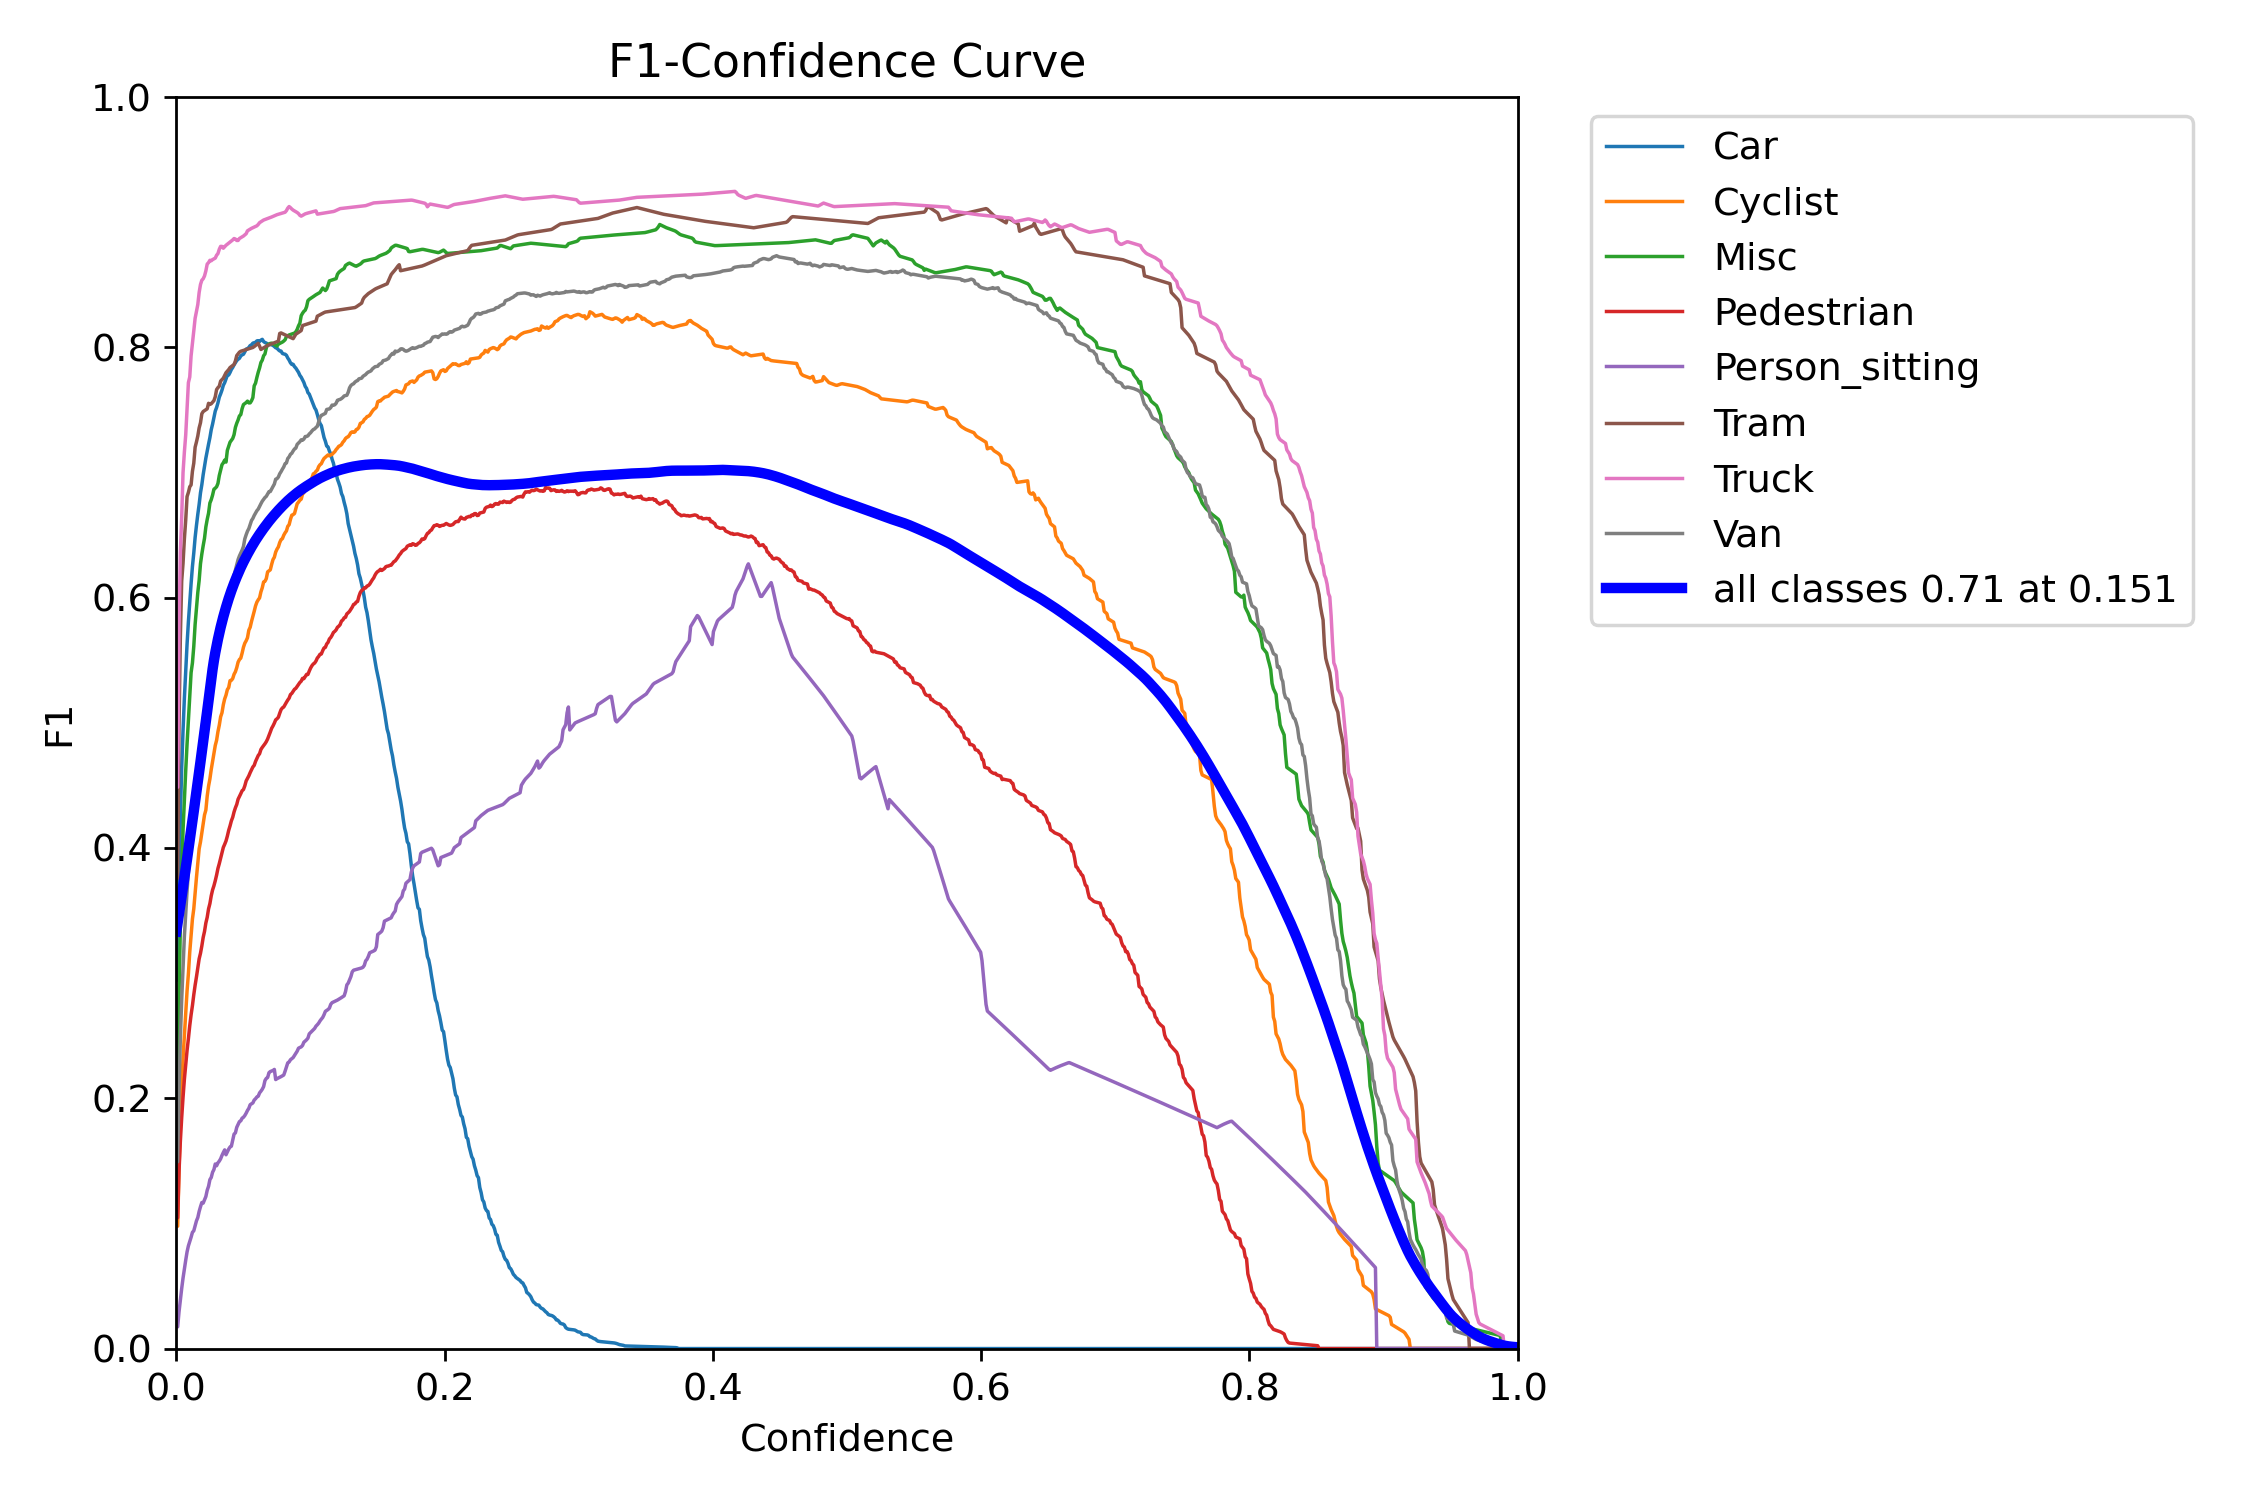 F1-Confidence Curve
1.0
0.8
0.6
0.4
0.2
0.0
F1
0.0 0.2 0.4 0.6 0.8 1.0
Confidence
Car
Cyclist
Misc
Pedestrian
Person_sitting
Tram
Truck
Van
all classes 0.71 at 0.151